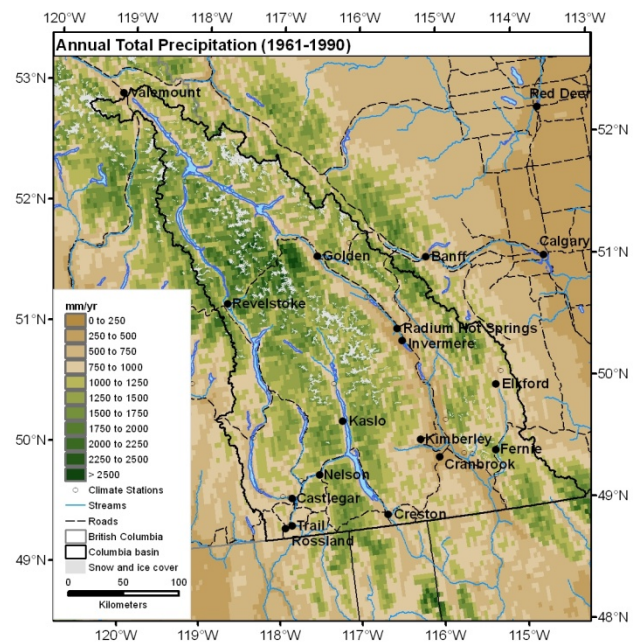 120°W 119°W 118°W 117°W 116°W 115°W 114°W 113°W
Annual Total Precipitation (1961-1990)
53°N
Valemount
Red Deer
52°N
52°N
51°N
Calgary
Golden
Banff
Revelstoke
51°N
Radium Hot Springs
Invermere
50°N
Elkford
Kaslo
50°N
Kimberley
Fernie
Cranbrook
Nelson
Castlegar
49°N
Creston
Trail
Rossland
49°N
mm/yr
0 to 250
250 to 500
500 to 750
750 to 1000
1000 to 1250
1250 to 1500
1500 to 1750
1750 to 2000
2000 to 2250
2250 to 2500
> 2500
Climate Stations
Streams
Roads
British Columbia
Columbia basin
Snow and ice cover
0 50 100
Kilometers
120°W 119°W 118°W 117°W 116°W 115°W 114°W